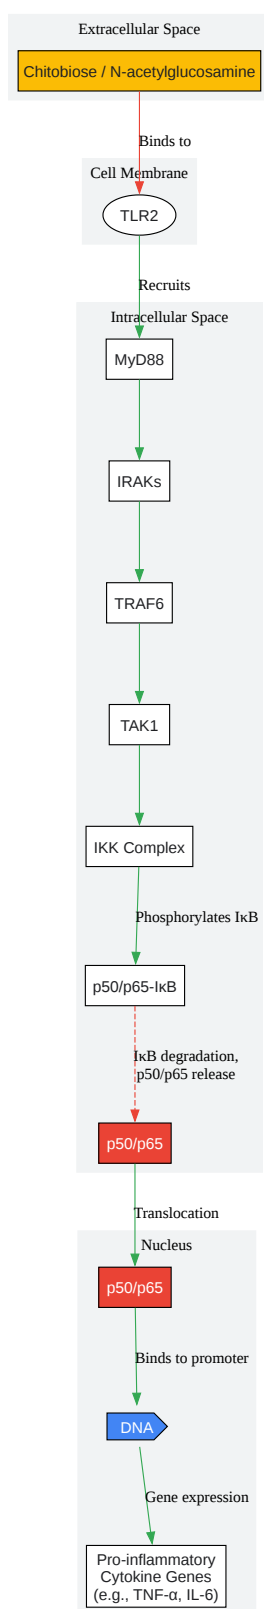 Extracellular Space
Chitobiose / N-acetylglucosamine
Binds to
Cell Membrane
TLR2
Recruits
Intracellular Space
MyD88
IRAKs
TRAF6
TAK1
IKK Complex
Phosphorylates IκB
p50/p65-IκB
IκB degradation,
p50/p65 release
p50/p65
Translocation
Nucleus
p50/p65
Binds to promoter
DNA
Gene expression
Pro-inflammatory
Cytokine Genes
(e.g., TNF-α, IL-6)